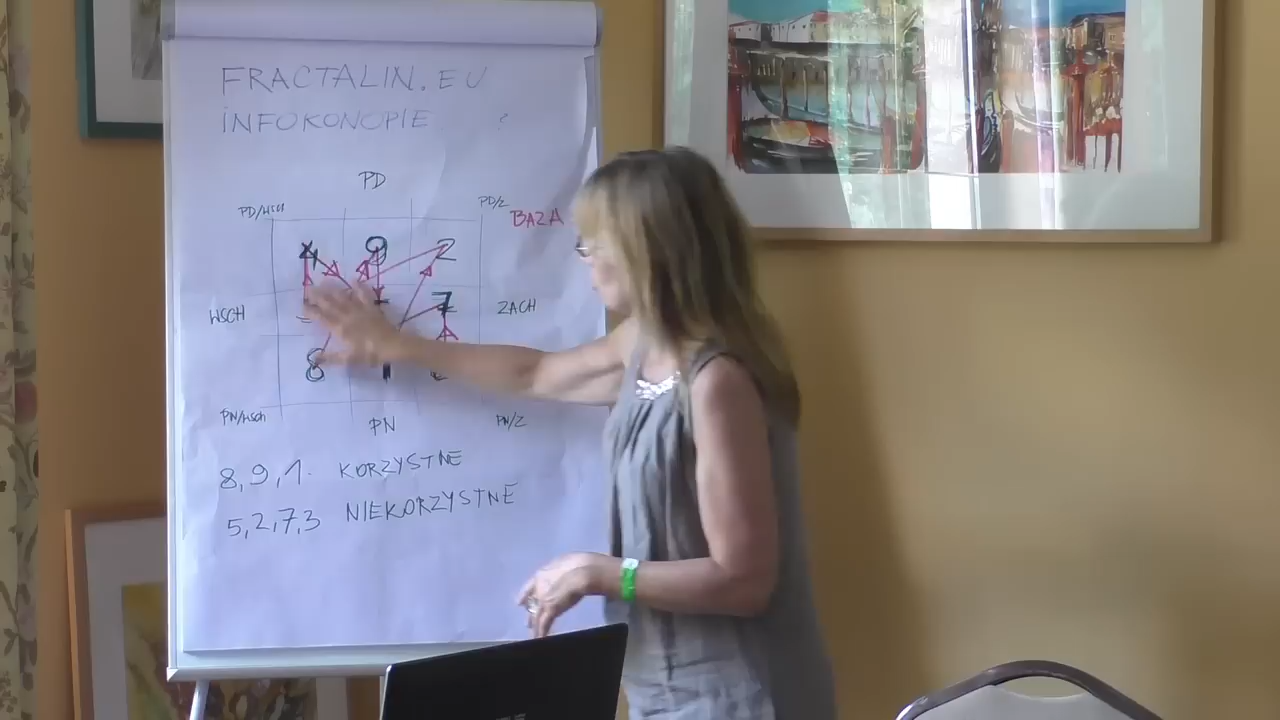 FRACTALIN.EU
INFOKONOPIE ?
PD
PD/WSCH PD/Z
BAZA
4 9 2
WSCH 7 ZACH
8 1
PN/WSCH PN PN/Z
8,9,1. KORZYSTNE
5,2,7,3 NIEKORZYSTNE